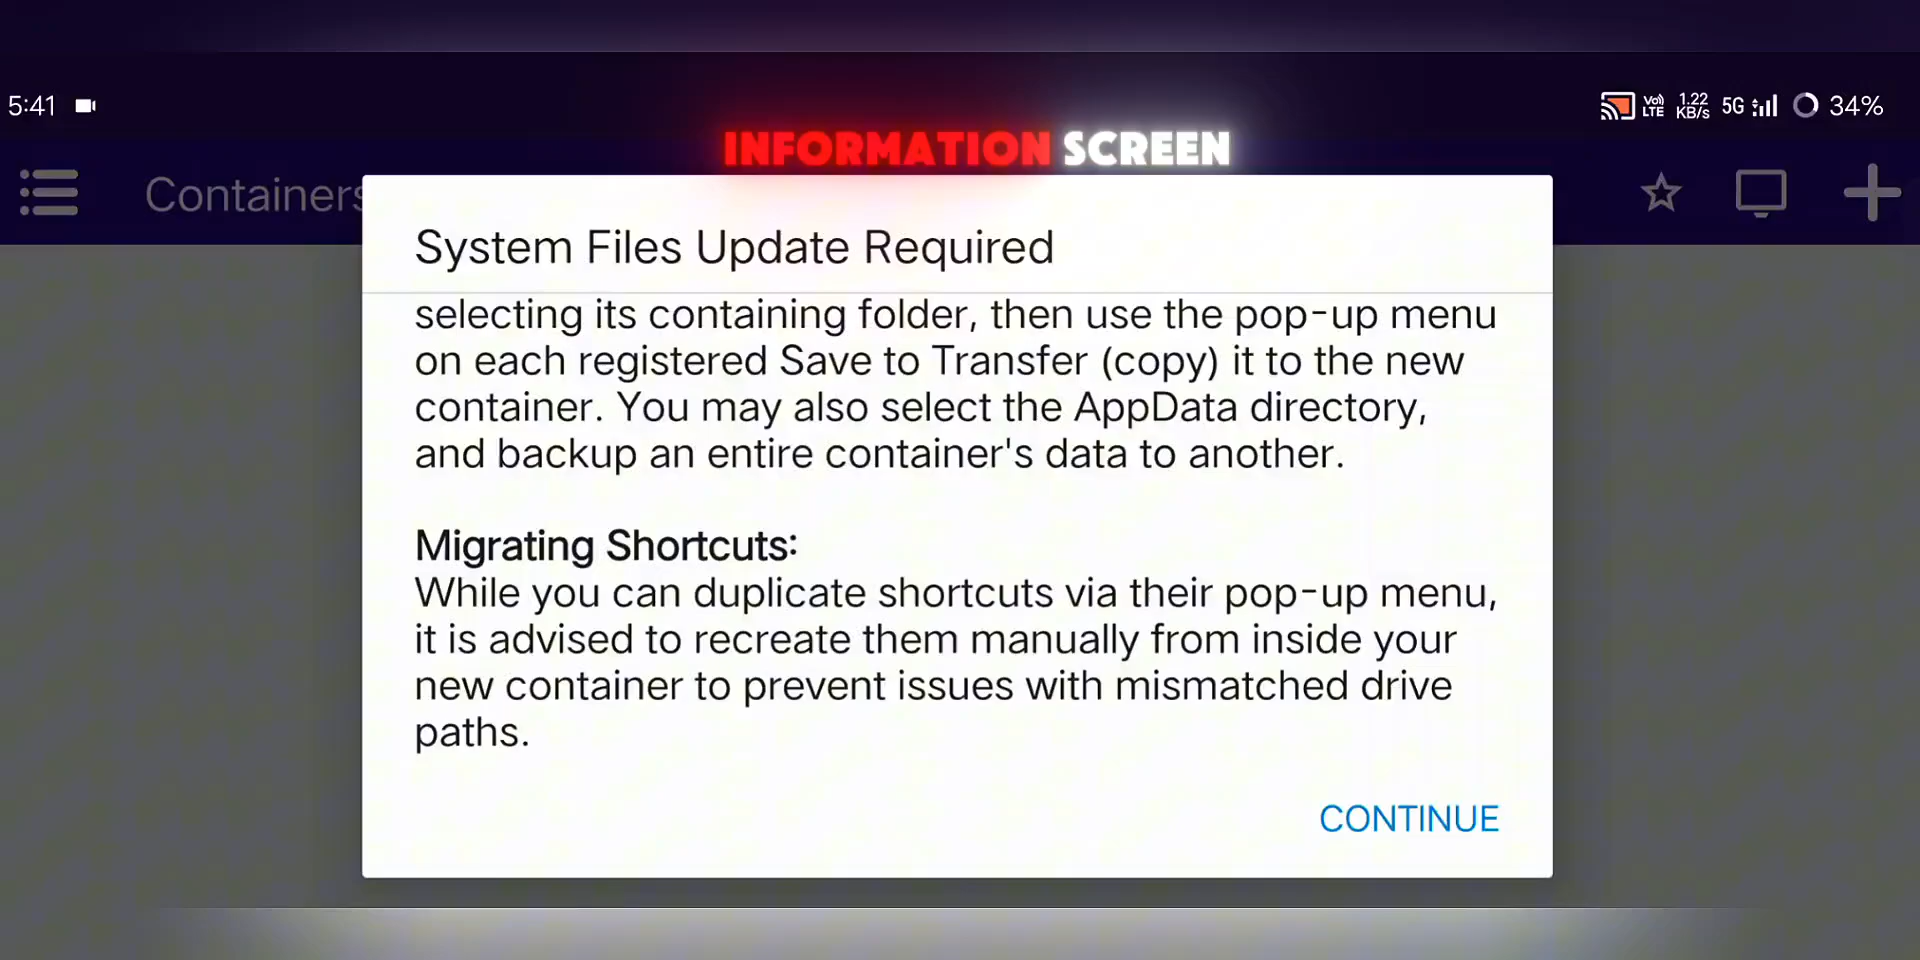 5:41
Vo) LTE 1.22 KB/s 5G 34%
INFORMATION SCREEN
Containers
System Files Update Required
selecting its containing folder, then use the pop-up menu
on each registered Save to Transfer (copy) it to the new
container. You may also select the AppData directory,
and backup an entire container's data to another.
Migrating Shortcuts:
While you can duplicate shortcuts via their pop-up menu,
it is advised to recreate them manually from inside your
new container to prevent issues with mismatched drive
paths.
CONTINUE